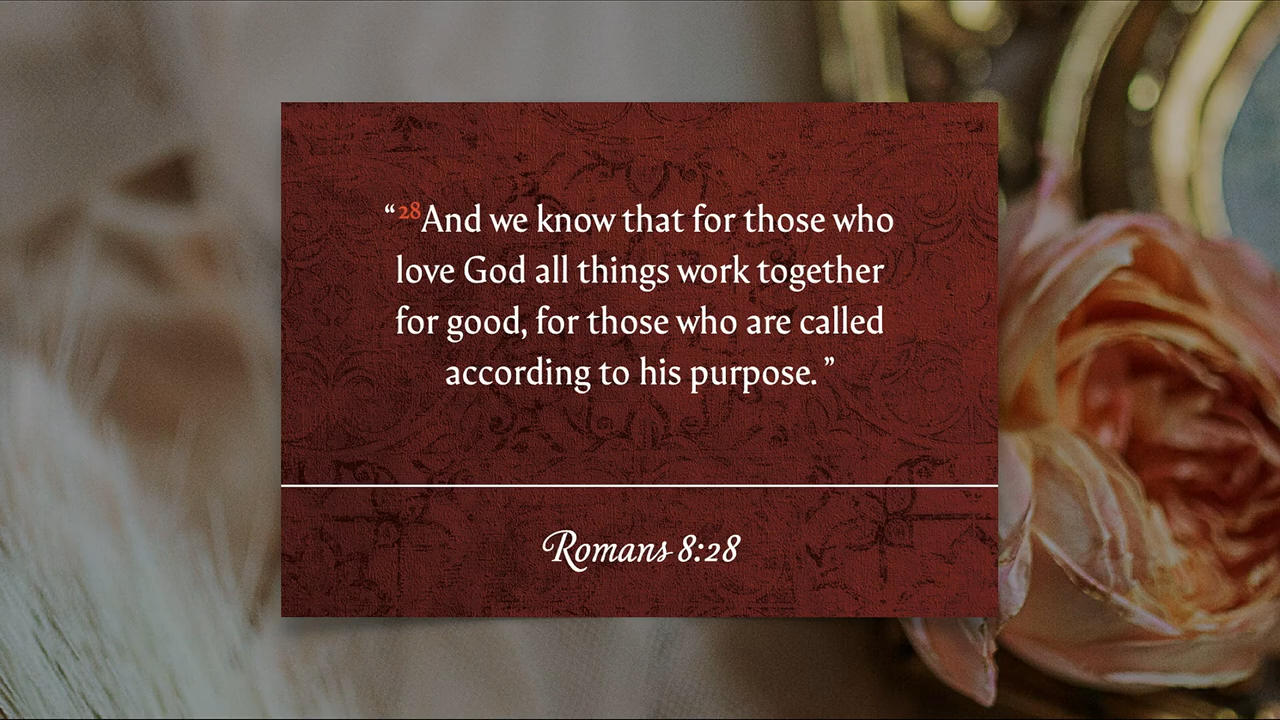 “28And we know that for those who
love God all things work together
for good, for those who are called
according to his purpose.”
Romans 8:28